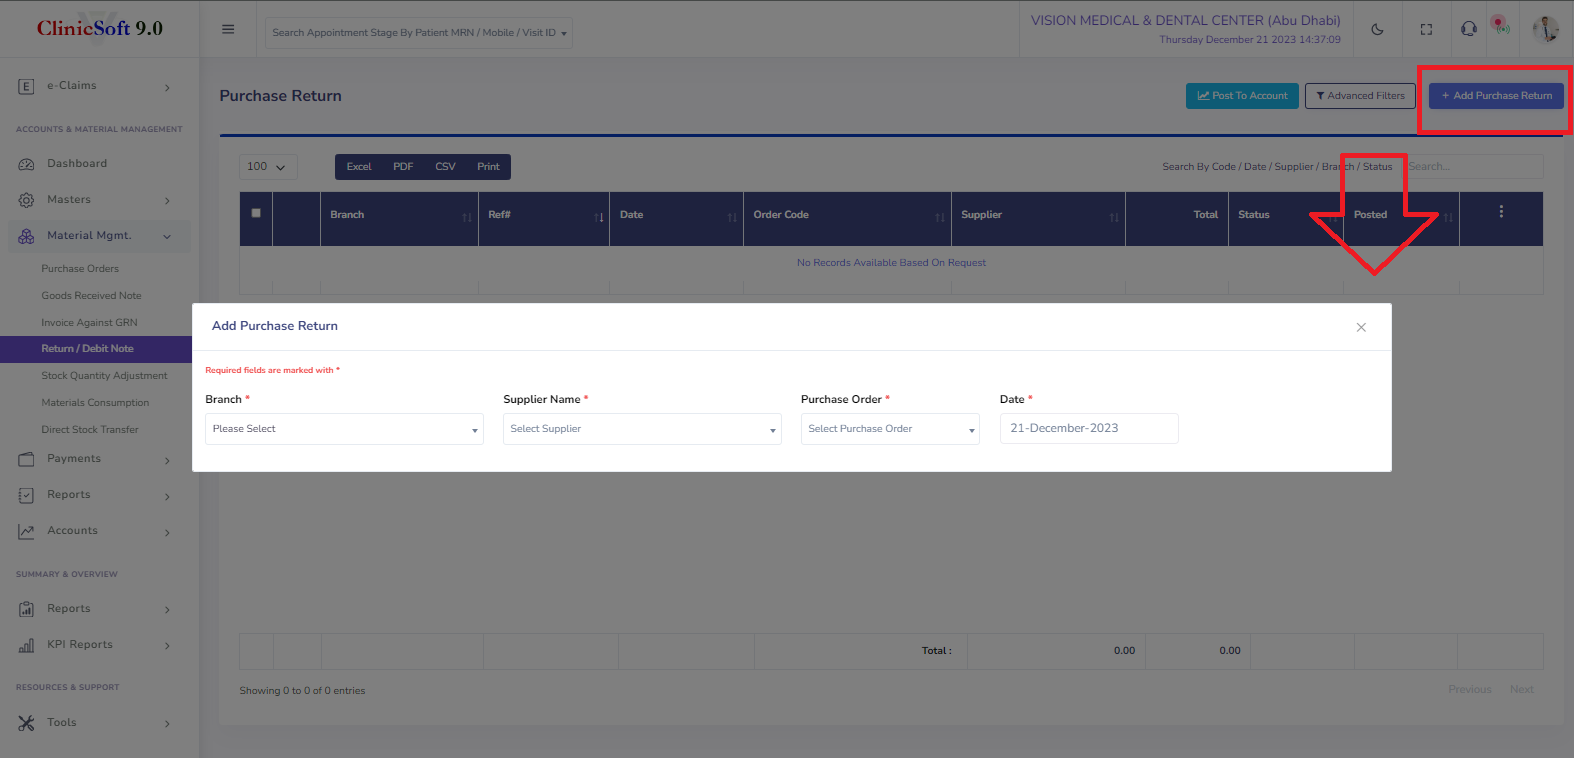 ClinicSoft 9.0
Search Appointment Stage By Patient MRN / Mobile / Visit ID
VISION MEDICAL & DENTAL CENTER (Abu Dhabi)
Thursday December 21 2023 14:37:09
E e-Claims
ACCOUNTS & MATERIAL MANAGEMENT
Dashboard
Masters
Material Mgmt.
Purchase Orders
Goods Received Note
Invoice Against GRN
Return / Debit Note
Stock Quantity Adjustment
Materials Consumption
Direct Stock Transfer
Payments
Reports
Accounts
SUMMARY & OVERVIEW
Reports
KPI Reports
RESOURCES & SUPPORT
Tools
Purchase Return
Post To Account
Advanced Filters
+ Add Purchase Return
100
Excel PDF CSV Print
Search By Code / Date / Supplier / Branch / Status Search...
Branch Ref# Date Order Code Supplier Total Status Posted
No Records Available Based On Request
Add Purchase Return
Required fields are marked with *
Branch * Supplier Name * Purchase Order * Date *
Please Select Select Supplier Select Purchase Order 21-December-2023
Total : 0.00 0.00
Showing 0 to 0 of 0 entries
Previous Next